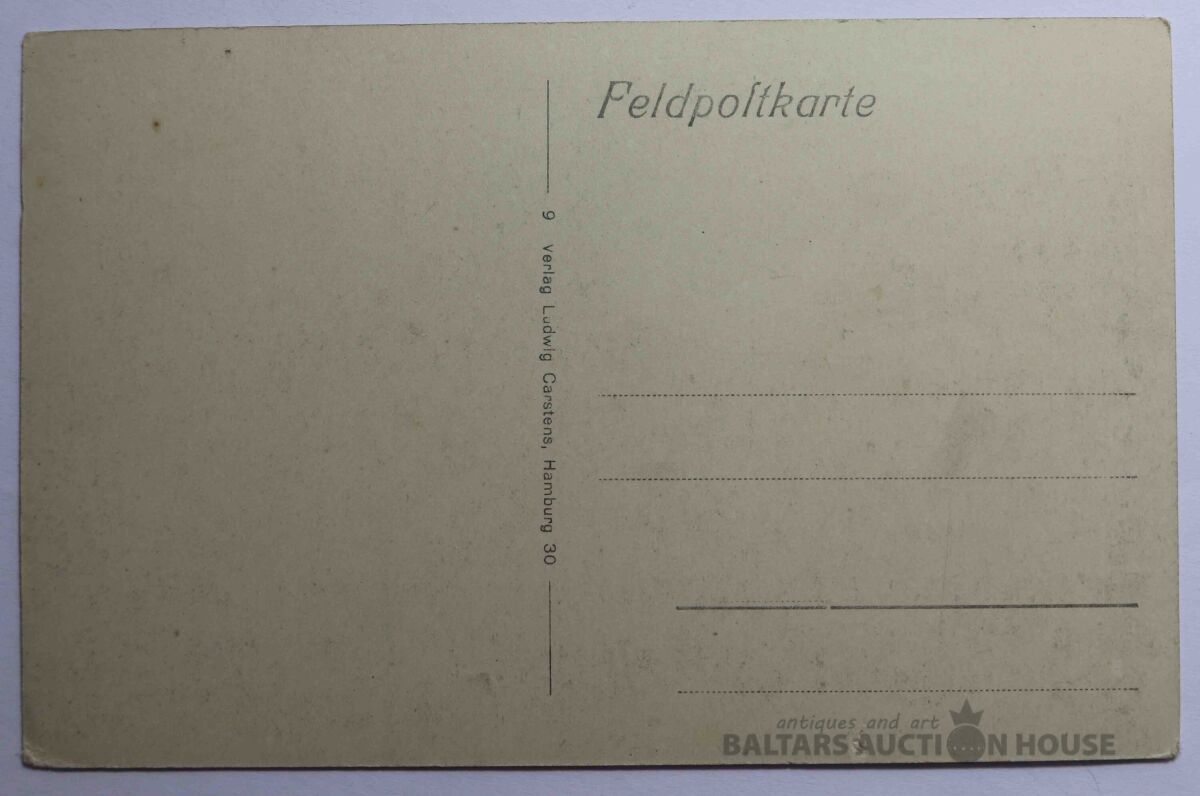 Feldpoſtkarte
9 Verlag Ludwig Carstens, Hamburg 30
antiques and art
BALTARS AUCTION HOUSE